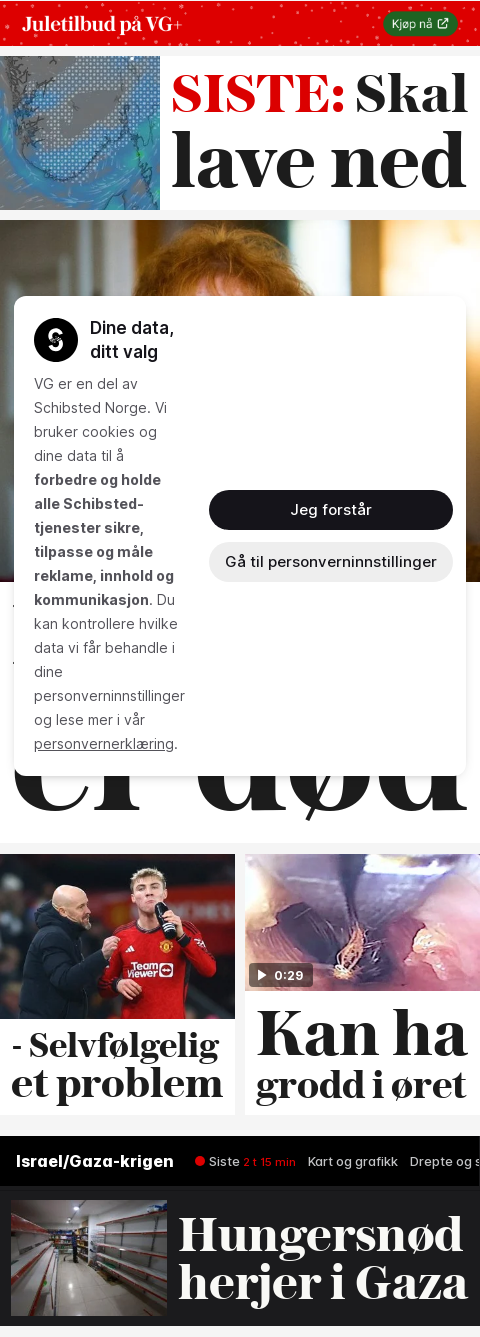 Juletilbud på VG+
Kjøp nå
SISTE: Skal
lave ned
Dine data,
ditt valg
VG er en del av
Schibsted Norge. Vi
bruker cookies og
dine data til å
forbedre og holde
alle Schibsted-
tjenester sikre,
tilpasse og måle
reklame, innhold og
kommunikasjon. Du
kan kontrollere hvilke
data vi får behandle i
dine
personverninnstillinger
og lese mer i vår
personvernerklæring.
Jeg forstår
Gå til personverninnstillinger
er død
TeamViewer
0:29
- Selvfølgelig
et problem
Kan ha
grodd i øret
Israel/Gaza-krigen
Siste 2 t 15 min
Kart og grafikk
Drepte og s
Hungersnød
herjer i Gaza